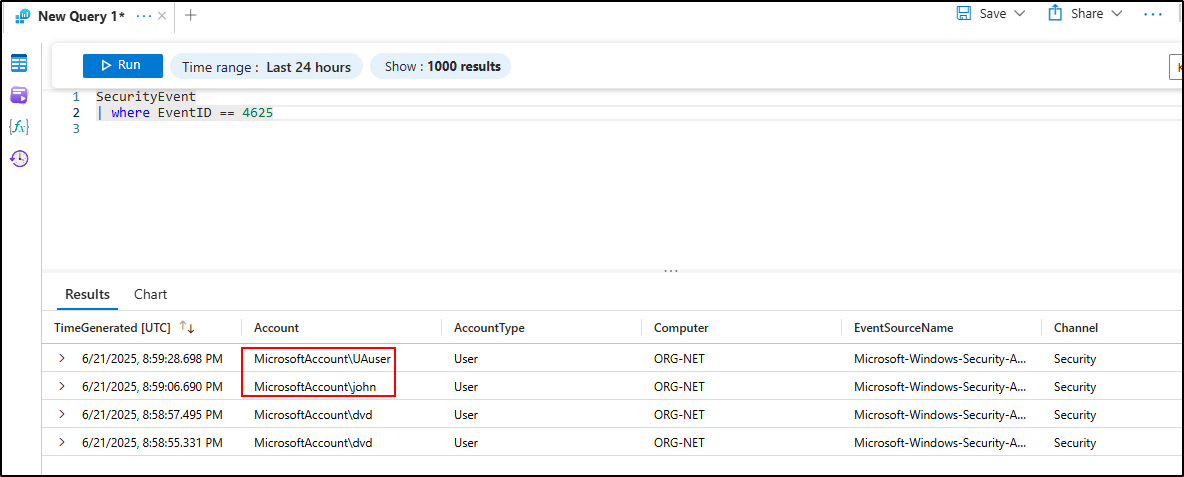 New Query 1* ··· × +
Save Share ···
Run Time range : Last 24 hours Show : 1000 results
1 SecurityEvent
2 | where EventID == 4625
3
{fx}
...
Results Chart
TimeGenerated [UTC] ↑↓ Account AccountType Computer EventSourceName Channel
> 6/21/2025, 8:59:28.698 PM MicrosoftAccount\UAuser User ORG-NET Microsoft-Windows-Security-A... Security
> 6/21/2025, 8:59:06.690 PM MicrosoftAccount\john User ORG-NET Microsoft-Windows-Security-A... Security
> 6/21/2025, 8:58:57.495 PM MicrosoftAccount\dvd User ORG-NET Microsoft-Windows-Security-A... Security
> 6/21/2025, 8:58:55.331 PM MicrosoftAccount\dvd User ORG-NET Microsoft-Windows-Security-A... Security